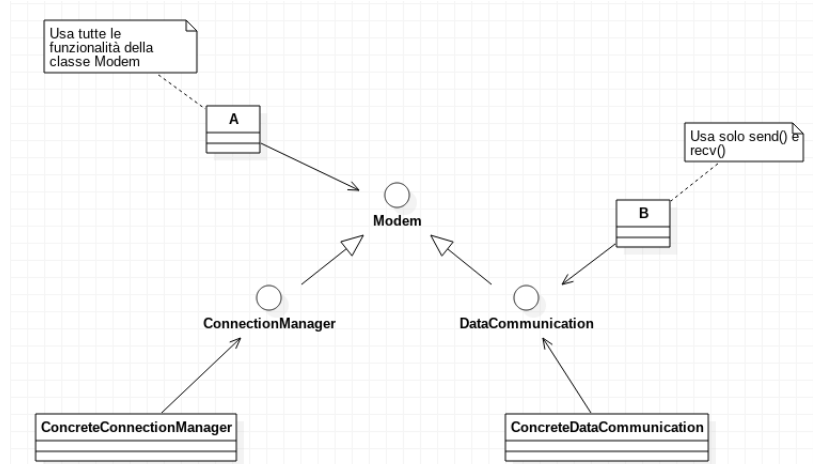 Usa tutte le
funzionalità della
classe Modem
A
Usa solo send() e
recv()
B
Modem
ConnectionManager
DataCommunication
ConcreteConnectionManager
ConcreteDataCommunication